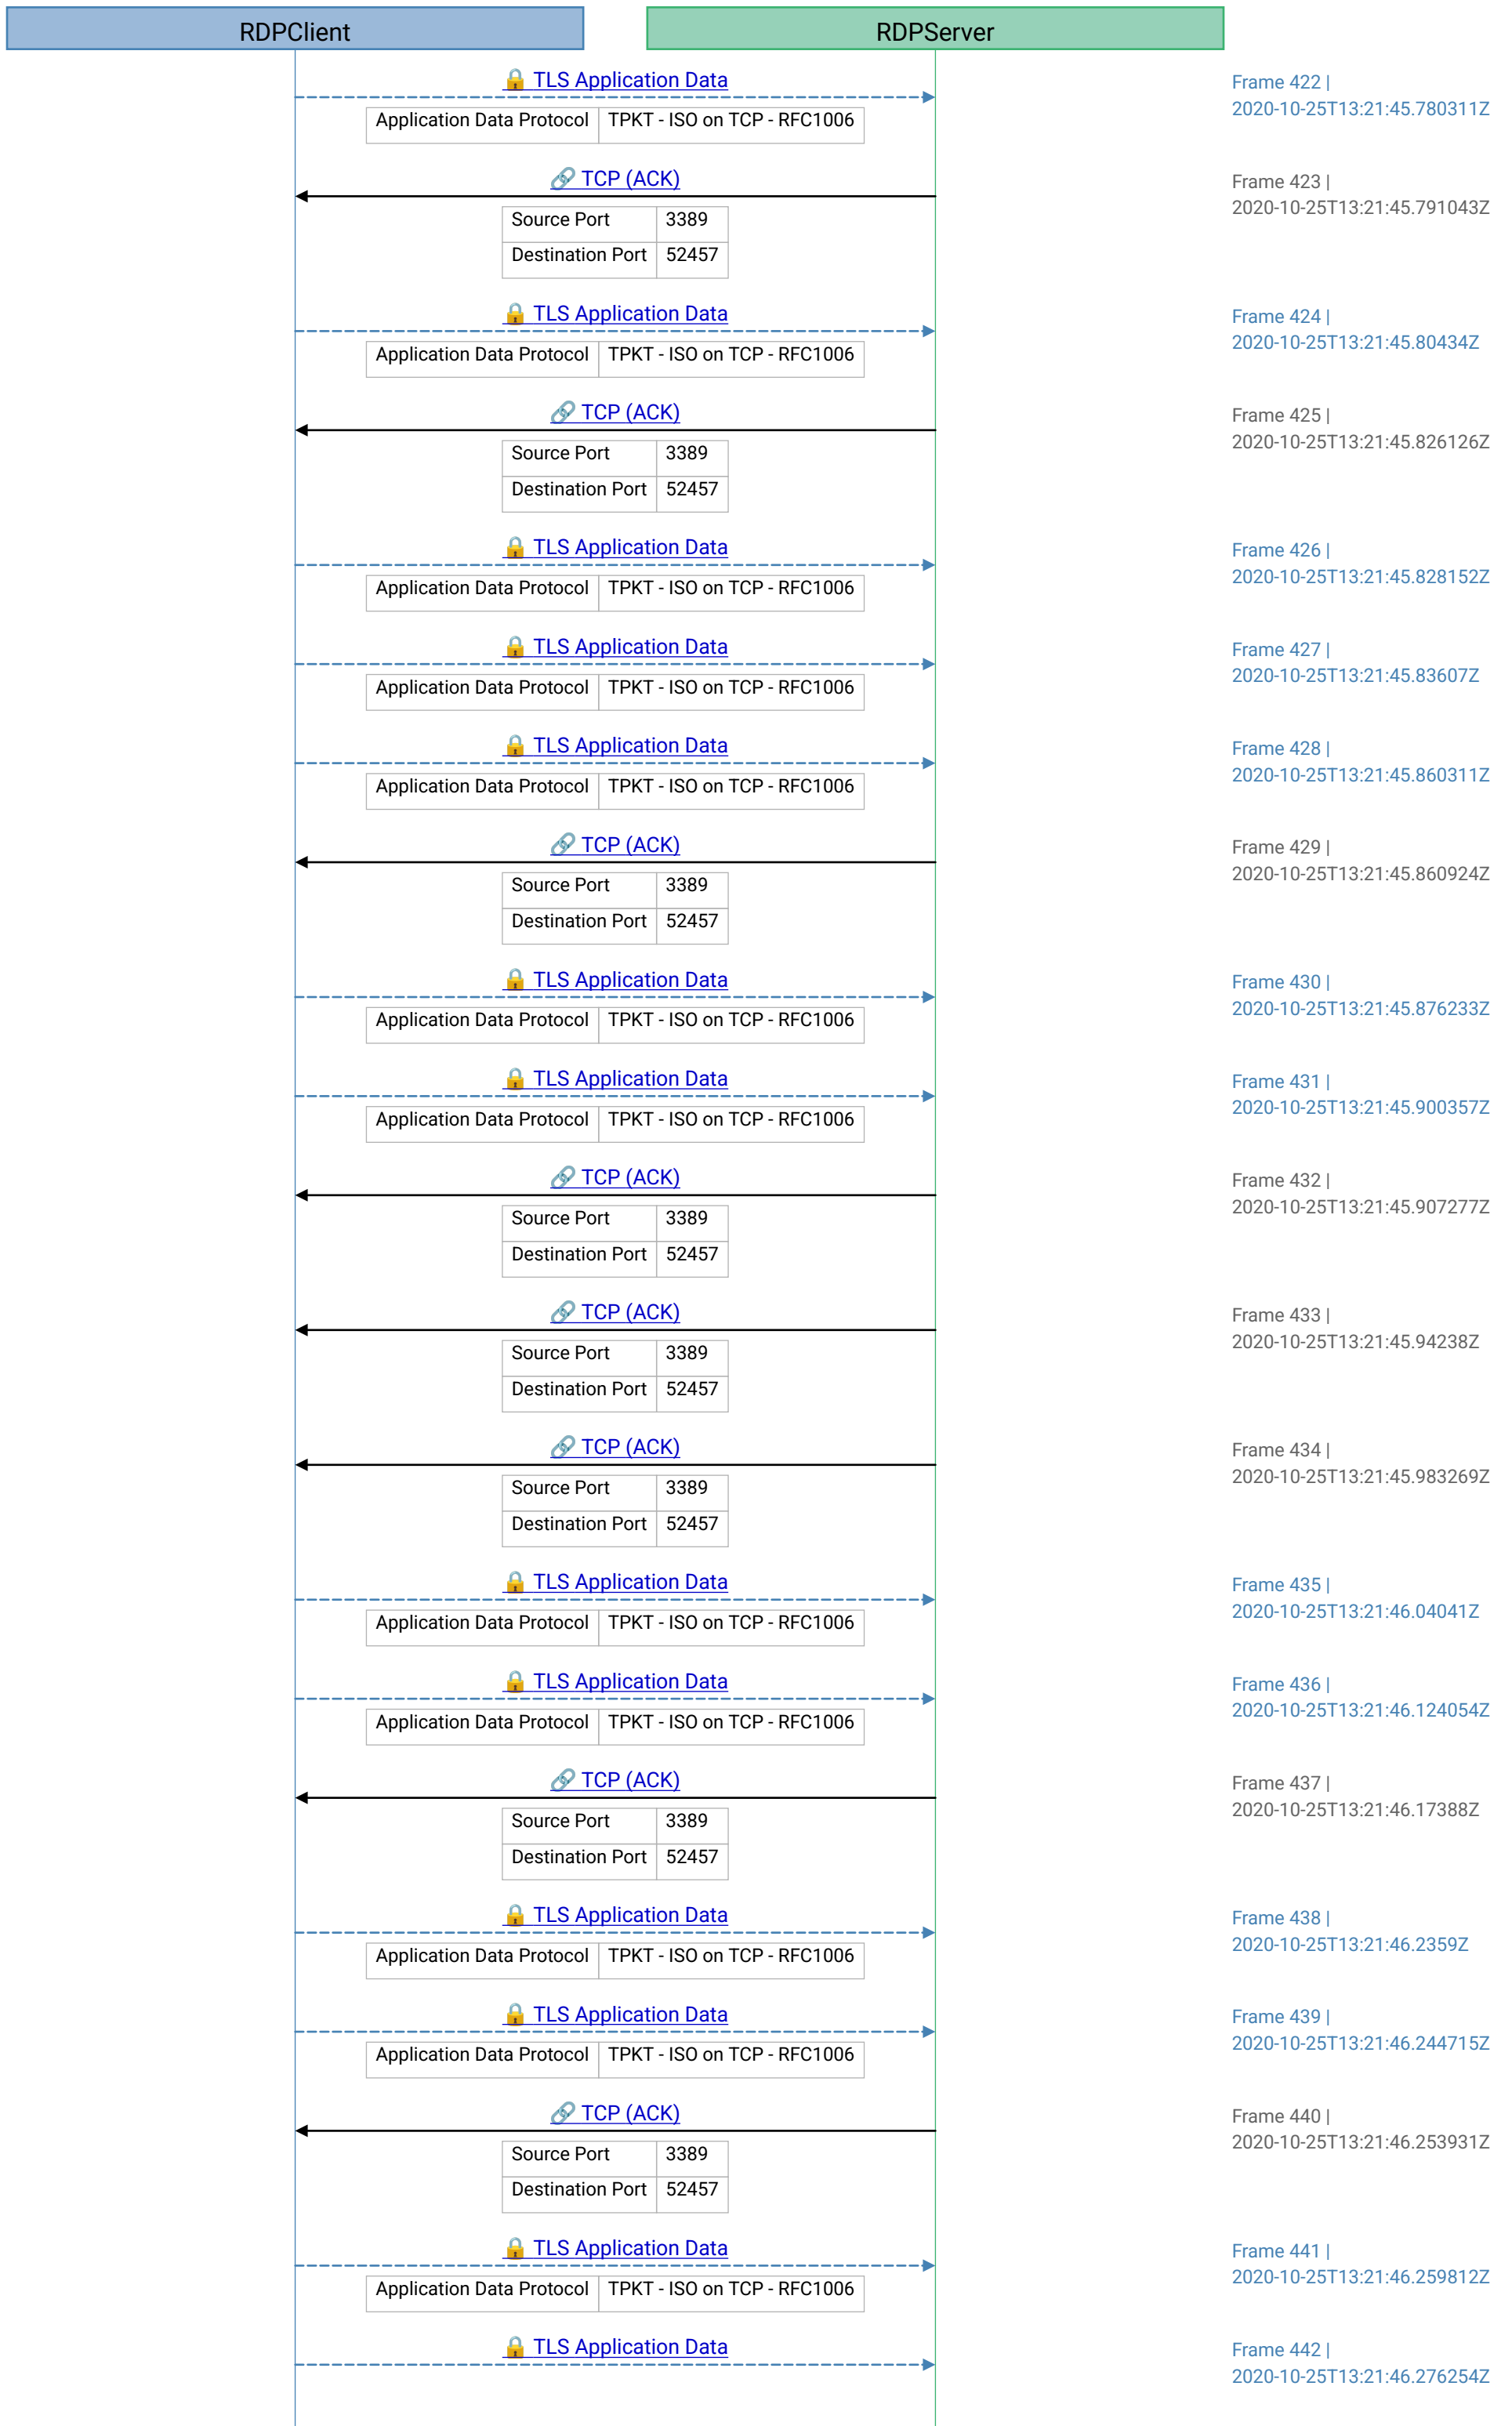 RDPClient
RDPServer
TLS Application Data
Frame 422 |
2020-10-25T13:21:45.780311Z
Application Data Protocol TPKT - ISO on TCP - RFC1006
TCP (ACK)
Frame 423 |
2020-10-25T13:21:45.791043Z
Source Port 3389
Destination Port 52457
TLS Application Data
Frame 424 |
2020-10-25T13:21:45.80434Z
Application Data Protocol TPKT - ISO on TCP - RFC1006
TCP (ACK)
Frame 425 |
2020-10-25T13:21:45.826126Z
Source Port 3389
Destination Port 52457
TLS Application Data
Frame 426 |
2020-10-25T13:21:45.828152Z
Application Data Protocol TPKT - ISO on TCP - RFC1006
TLS Application Data
Frame 427 |
2020-10-25T13:21:45.83607Z
Application Data Protocol TPKT - ISO on TCP - RFC1006
TLS Application Data
Frame 428 |
2020-10-25T13:21:45.860311Z
Application Data Protocol TPKT - ISO on TCP - RFC1006
TCP (ACK)
Frame 429 |
2020-10-25T13:21:45.860924Z
Source Port 3389
Destination Port 52457
TLS Application Data
Frame 430 |
2020-10-25T13:21:45.876233Z
Application Data Protocol TPKT - ISO on TCP - RFC1006
TLS Application Data
Frame 431 |
2020-10-25T13:21:45.900357Z
Application Data Protocol TPKT - ISO on TCP - RFC1006
TCP (ACK)
Frame 432 |
2020-10-25T13:21:45.907277Z
Source Port 3389
Destination Port 52457
TCP (ACK)
Frame 433 |
2020-10-25T13:21:45.94238Z
Source Port 3389
Destination Port 52457
TCP (ACK)
Frame 434 |
2020-10-25T13:21:45.983269Z
Source Port 3389
Destination Port 52457
TLS Application Data
Frame 435 |
2020-10-25T13:21:46.04041Z
Application Data Protocol TPKT - ISO on TCP - RFC1006
TLS Application Data
Frame 436 |
2020-10-25T13:21:46.124054Z
Application Data Protocol TPKT - ISO on TCP - RFC1006
TCP (ACK)
Frame 437 |
2020-10-25T13:21:46.17388Z
Source Port 3389
Destination Port 52457
TLS Application Data
Frame 438 |
2020-10-25T13:21:46.2359Z
Application Data Protocol TPKT - ISO on TCP - RFC1006
TLS Application Data
Frame 439 |
2020-10-25T13:21:46.244715Z
Application Data Protocol TPKT - ISO on TCP - RFC1006
TCP (ACK)
Frame 440 |
2020-10-25T13:21:46.253931Z
Source Port 3389
Destination Port 52457
TLS Application Data
Frame 441 |
2020-10-25T13:21:46.259812Z
Application Data Protocol TPKT - ISO on TCP - RFC1006
TLS Application Data
Frame 442 |
2020-10-25T13:21:46.276254Z